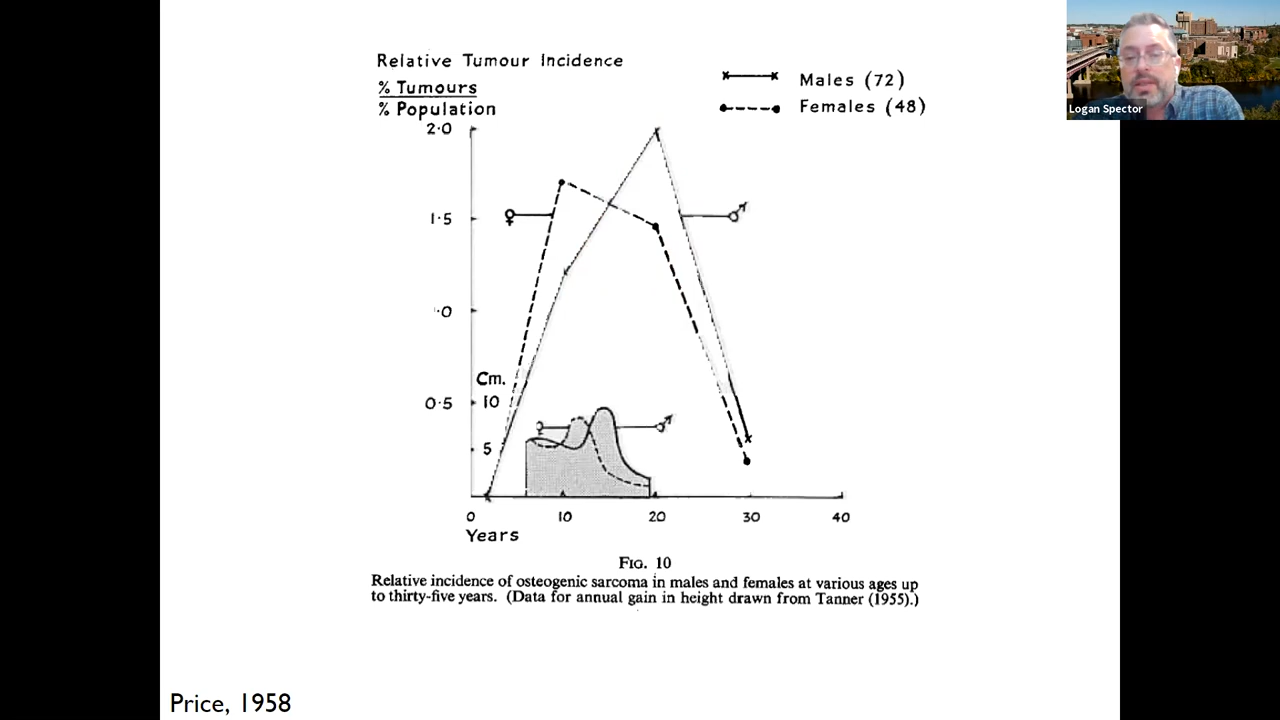 Relative Tumour Incidence
% Tumours
% Population
Males (72)
Females (48)
Logan Spector
2·0
1·5
·0
0·5
Cm.
10
5
♀
♂
♀
♂
0 10 20 30 40
Years
FIG. 10
Relative incidence of osteogenic sarcoma in males and females at various ages up
to thirty-five years. (Data for annual gain in height drawn from Tanner (1955).)
Price, 1958